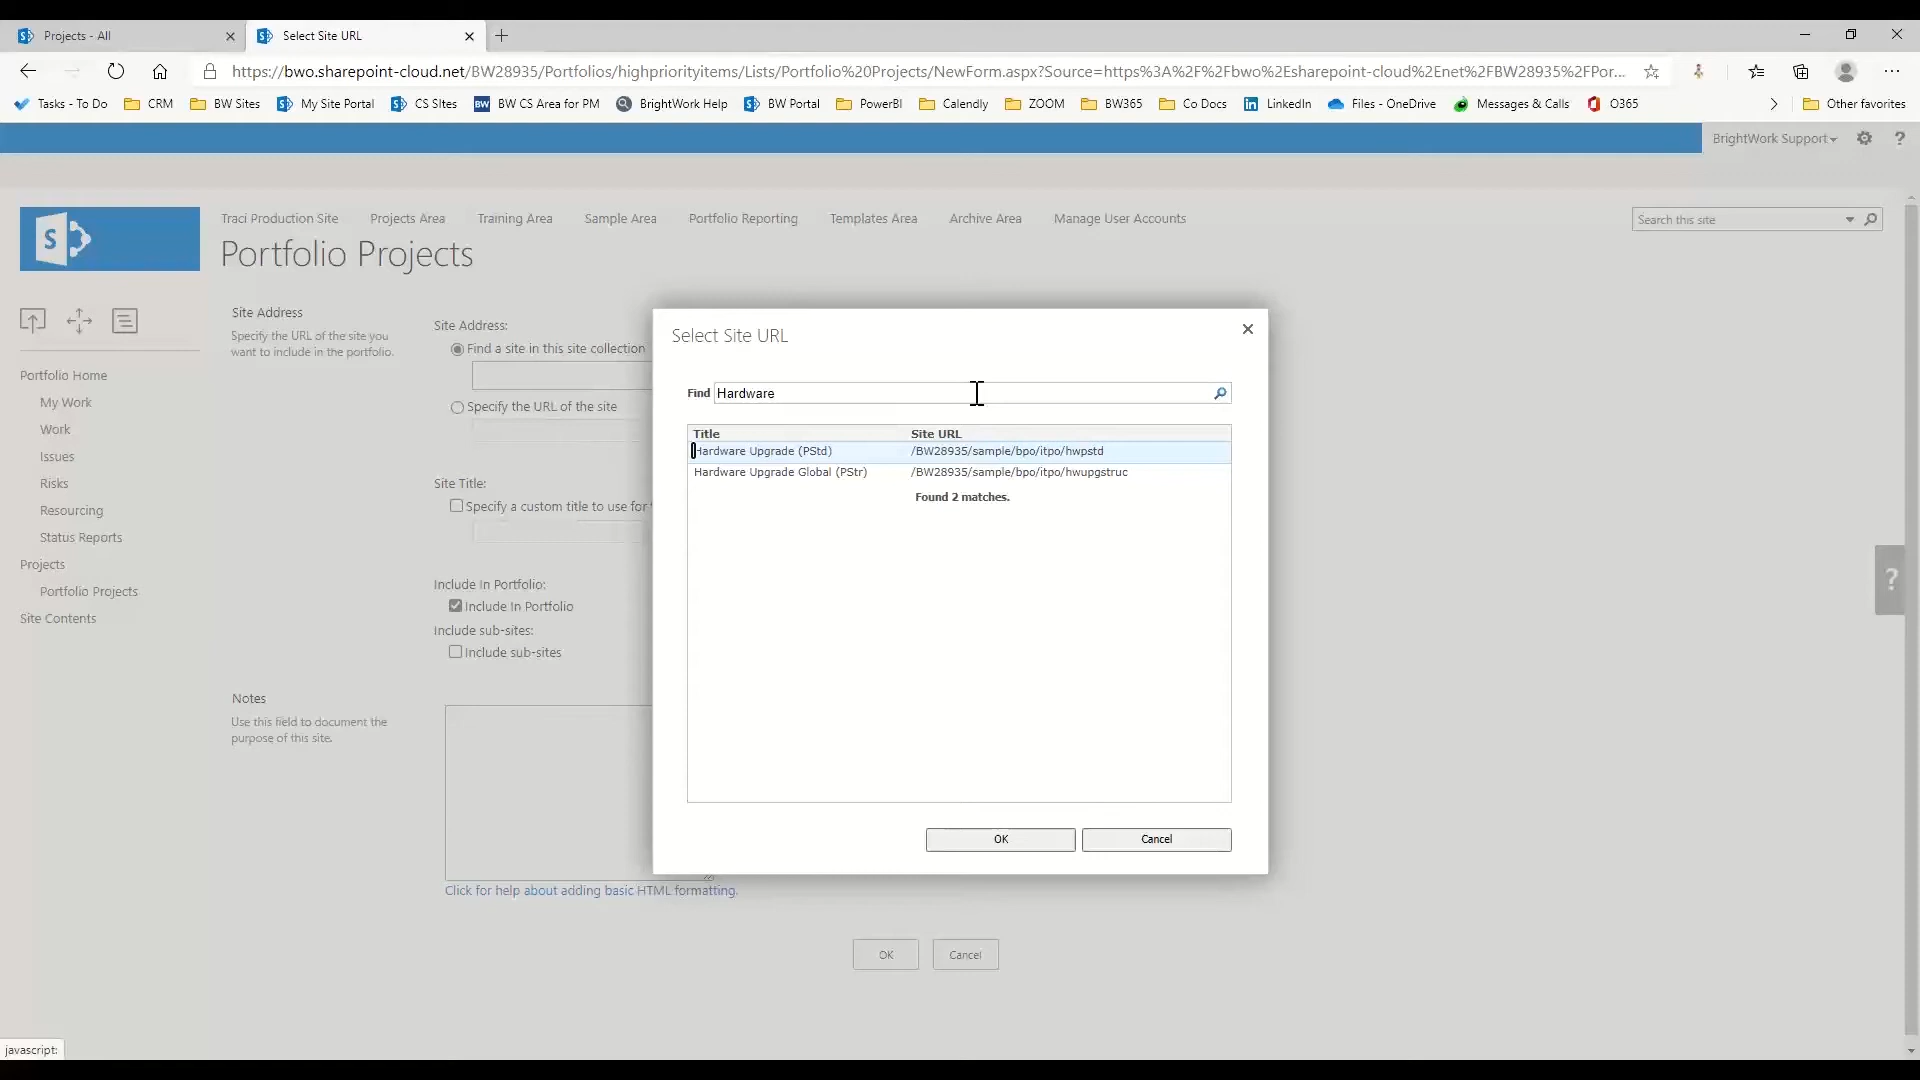 Projects - All
Select Site URL
https://bwo.sharepoint-cloud.net/BW28935/Portfolios/highpriorityitems/Lists/Portfolio%20Projects/NewForm.aspx?Source=https%3A%2F%2Fbwo%2Esharepoint-cloud%2Enet%2FBW28935%2FPor...
Tasks - To Do
CRM
BW Sites
My Site Portal
CS SItes
BW CS Area for PM
BrightWork Help
BW Portal
PowerBI
Calendly
ZOOM
BW365
Co Docs
LinkedIn
Files - OneDrive
Messages & Calls
O365
Other favorites
BrightWork Support
Traci Production Site
Projects Area
Training Area
Sample Area
Portfolio Reporting
Templates Area
Archive Area
Manage User Accounts
Search this site
Portfolio Projects
Portfolio Home
My Work
Work
Issues
Risks
Resourcing
Status Reports
Projects
Portfolio Projects
Site Contents
Site Address
Specify the URL of the site you
want to include in the portfolio.
Site Address:
Find a site in this site collection
Specify the URL of the site
Site Title:
Specify a custom title to use for
Include In Portfolio:
Include In Portfolio
Include sub-sites:
Include sub-sites
Notes
Use this field to document the
purpose of this site.
Click for help about adding basic HTML formatting.
OK
Cancel
Select Site URL
Find Hardware
Title Site URL
Hardware Upgrade (PStd) /BW28935/sample/bpo/itpo/hwpstd
Hardware Upgrade Global (PStr) /BW28935/sample/bpo/itpo/hwupgstruc
Found 2 matches.
OK
Cancel
?
?
javascript: